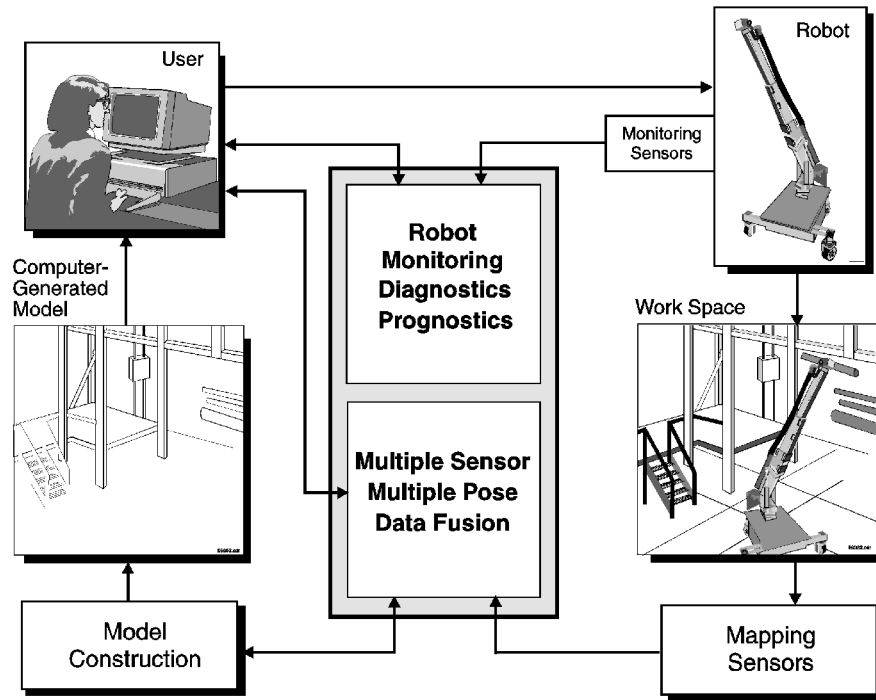 User
Robot
Monitoring
Sensors
Robot
Monitoring
Diagnostics
Prognostics
Computer-
Generated
Model
Work Space
Multiple Sensor
Multiple Pose
Data Fusion
Model
Construction
Mapping
Sensors